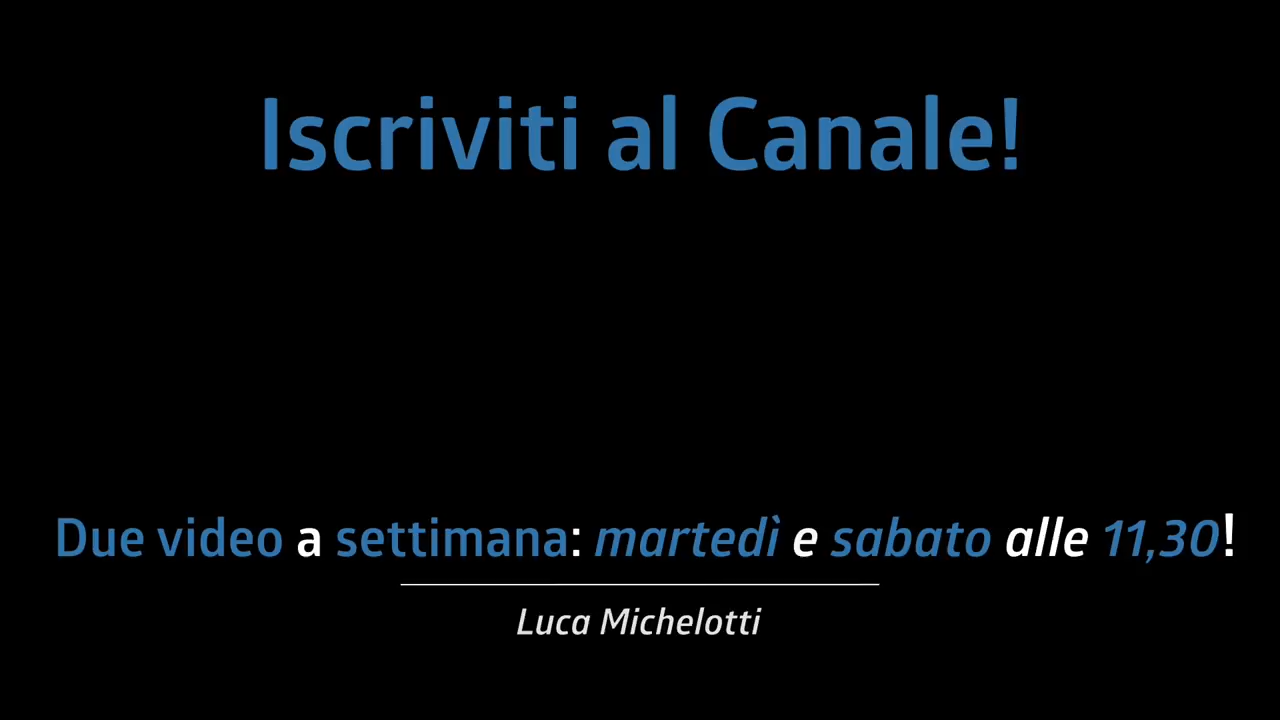 Iscriviti al Canale!
Due video a settimana: martedì e sabato alle 11,30!
Luca Michelotti